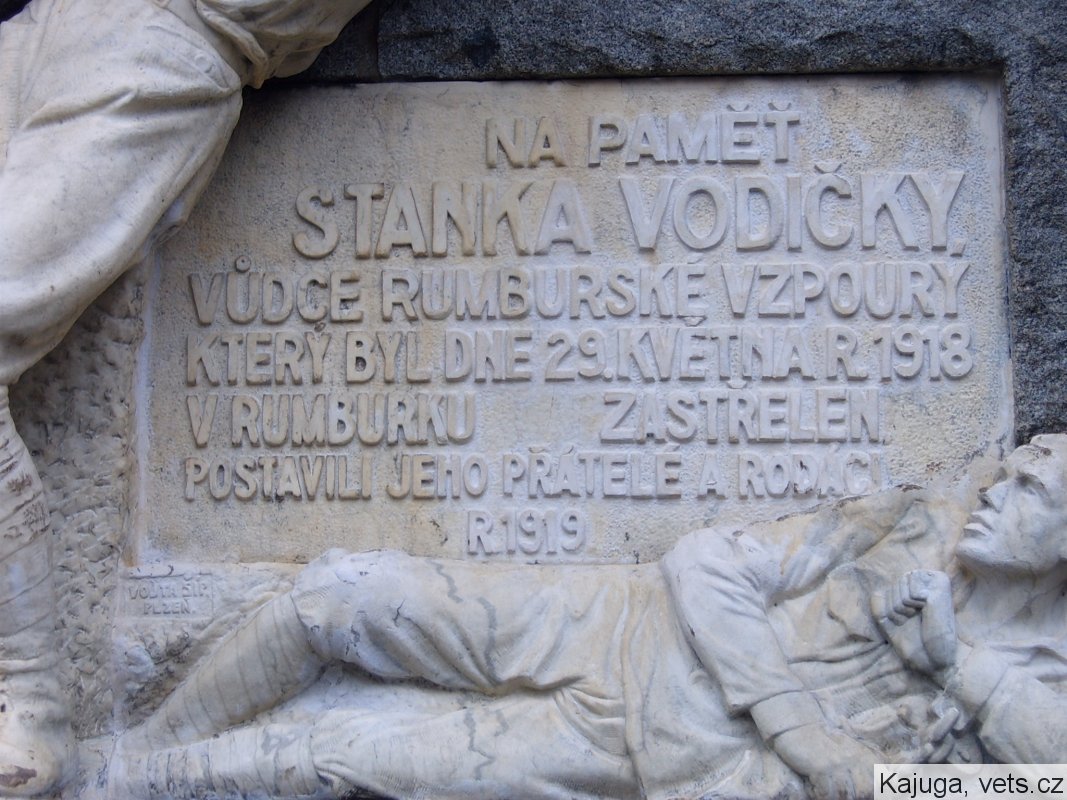 NA PAMĚŤ
STANKA VODIČKY,
VŮDCE RUMBURSKÉ VZPOURY
KTERÝ BYL DNE 29. KVĚTNA R. 1918
V RUMBURKU ZASTŘELEN
POSTAVILI JEHO PŘÁTELÉ A RODÁCI
R. 1919
VOJTA ŠÍP.
PLZEŇ.
Kajuga, vets.cz